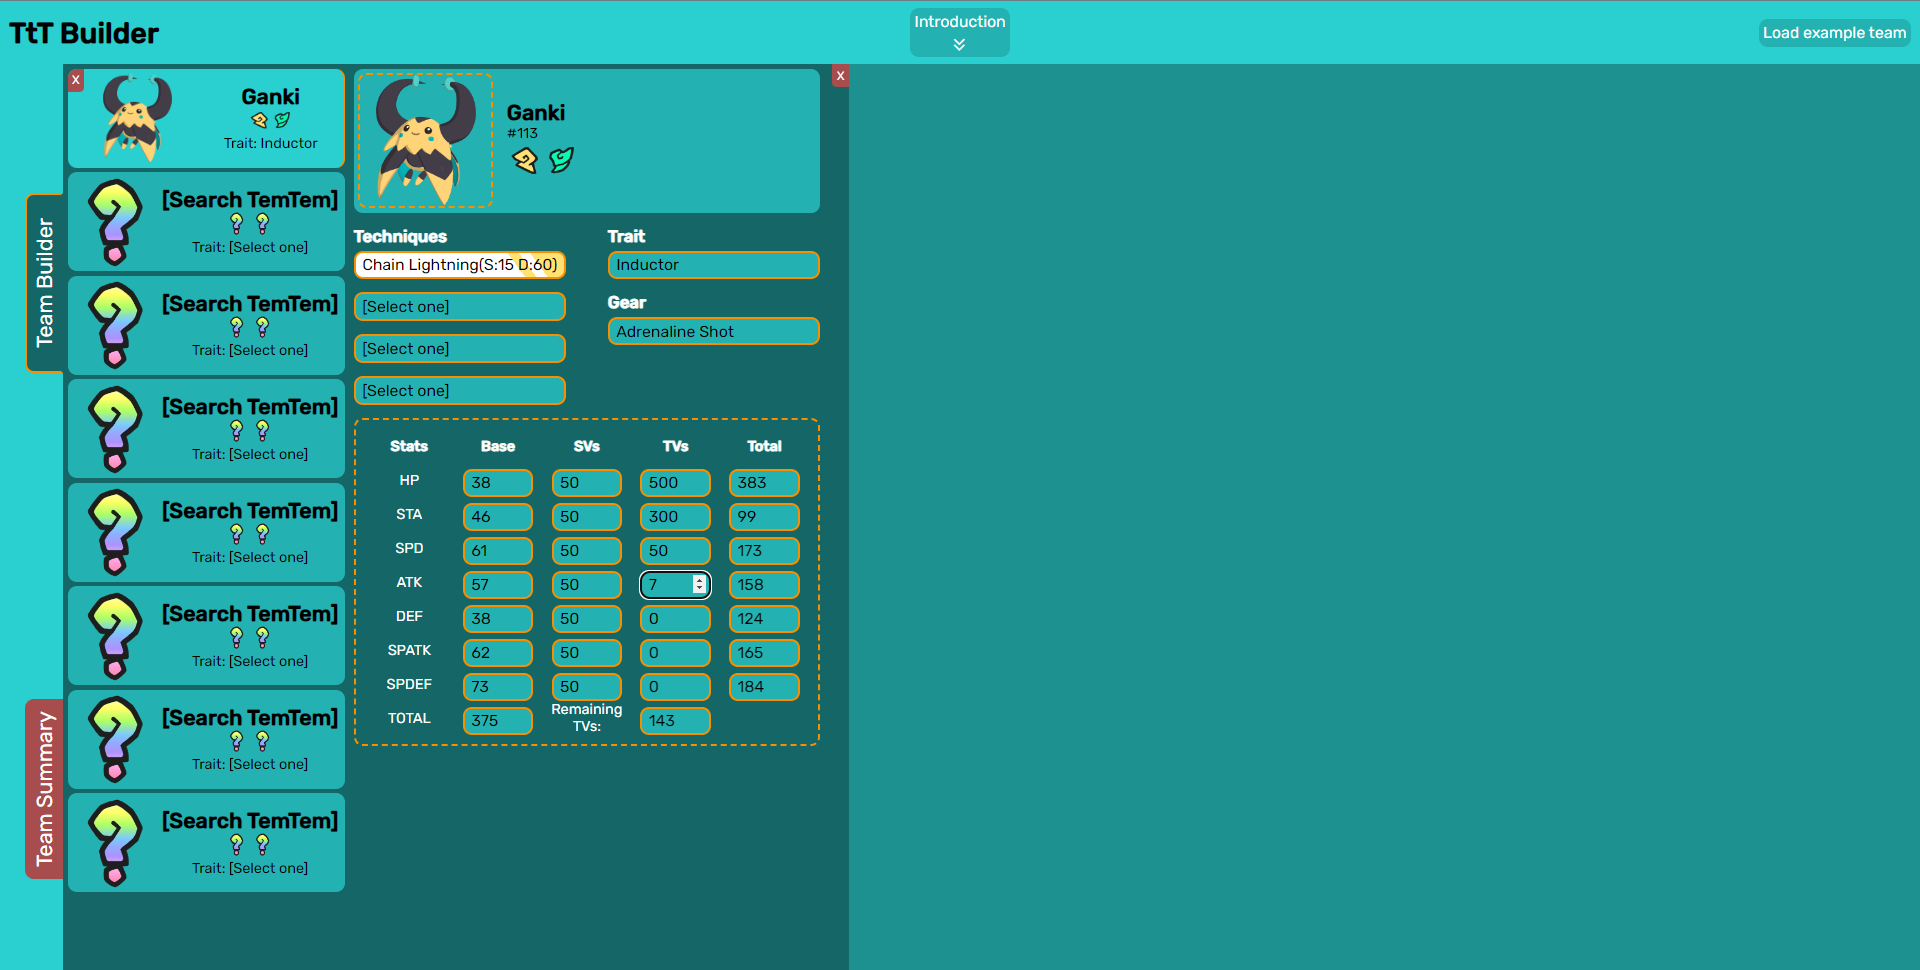 TtT Builder
Introduction
Load example team
Team Builder
Team Summary
X
Ganki
Trait: Inductor
[Search TemTem]
Trait: [Select one]
[Search TemTem]
Trait: [Select one]
[Search TemTem]
Trait: [Select one]
[Search TemTem]
Trait: [Select one]
[Search TemTem]
Trait: [Select one]
[Search TemTem]
Trait: [Select one]
[Search TemTem]
Trait: [Select one]
X
Ganki
#113
Techniques
Chain Lightning(S:15 D:60)
[Select one]
[Select one]
[Select one]
Trait
Inductor
Gear
Adrenaline Shot
Stats Base SVs TVs Total
HP 38 50 500 383
STA 46 50 300 99
SPD 61 50 50 173
ATK 57 50 7 158
DEF 38 50 0 124
SPATK 62 50 0 165
SPDEF 73 50 0 184
TOTAL 375 Remaining TVs: 143